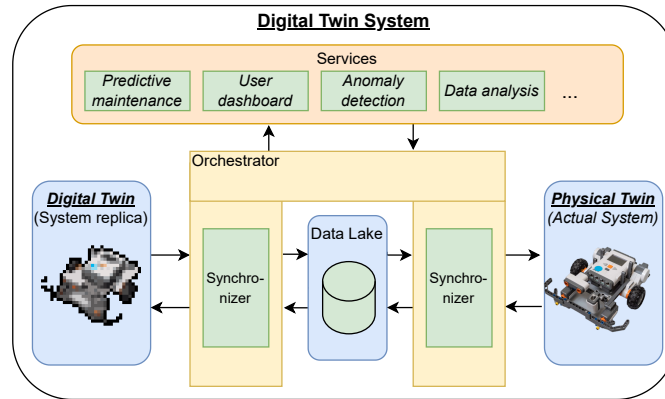 Digital Twin System
Services
Predictive
maintenance
User
dashboard
Anomaly
detection
Data analysis
...
Orchestrator
Digital Twin
(System replica)
Synchro-
nizer
Data Lake
Synchro-
nizer
Physical Twin
(Actual System)